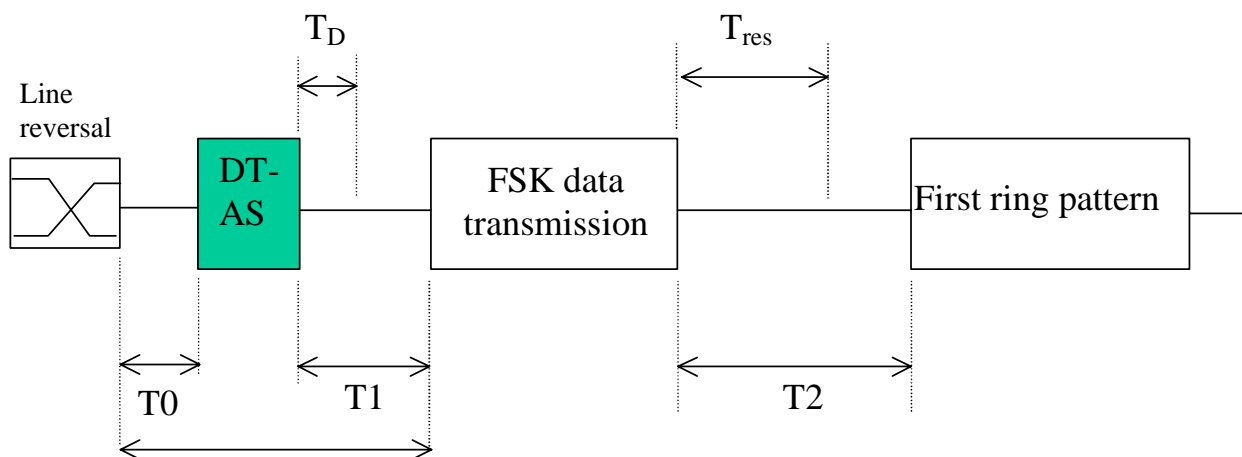 T_D
T_res
Line
reversal
DT-
AS
FSK data
transmission
First ring pattern
T0
T1
T2